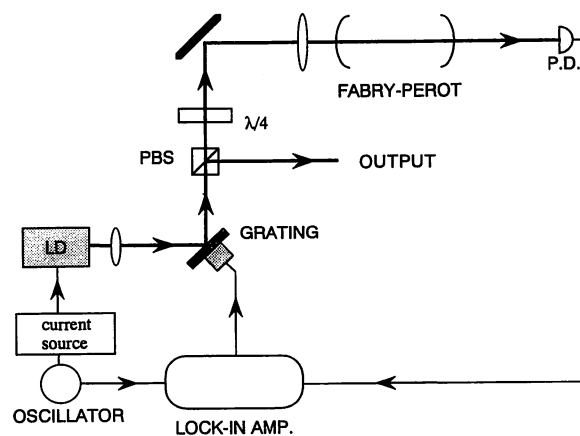 P.D.
FABRY-PEROT
λ/4
PBS
OUTPUT
GRATING
LD
current
source
OSCILLATOR
LOCK-IN AMP.